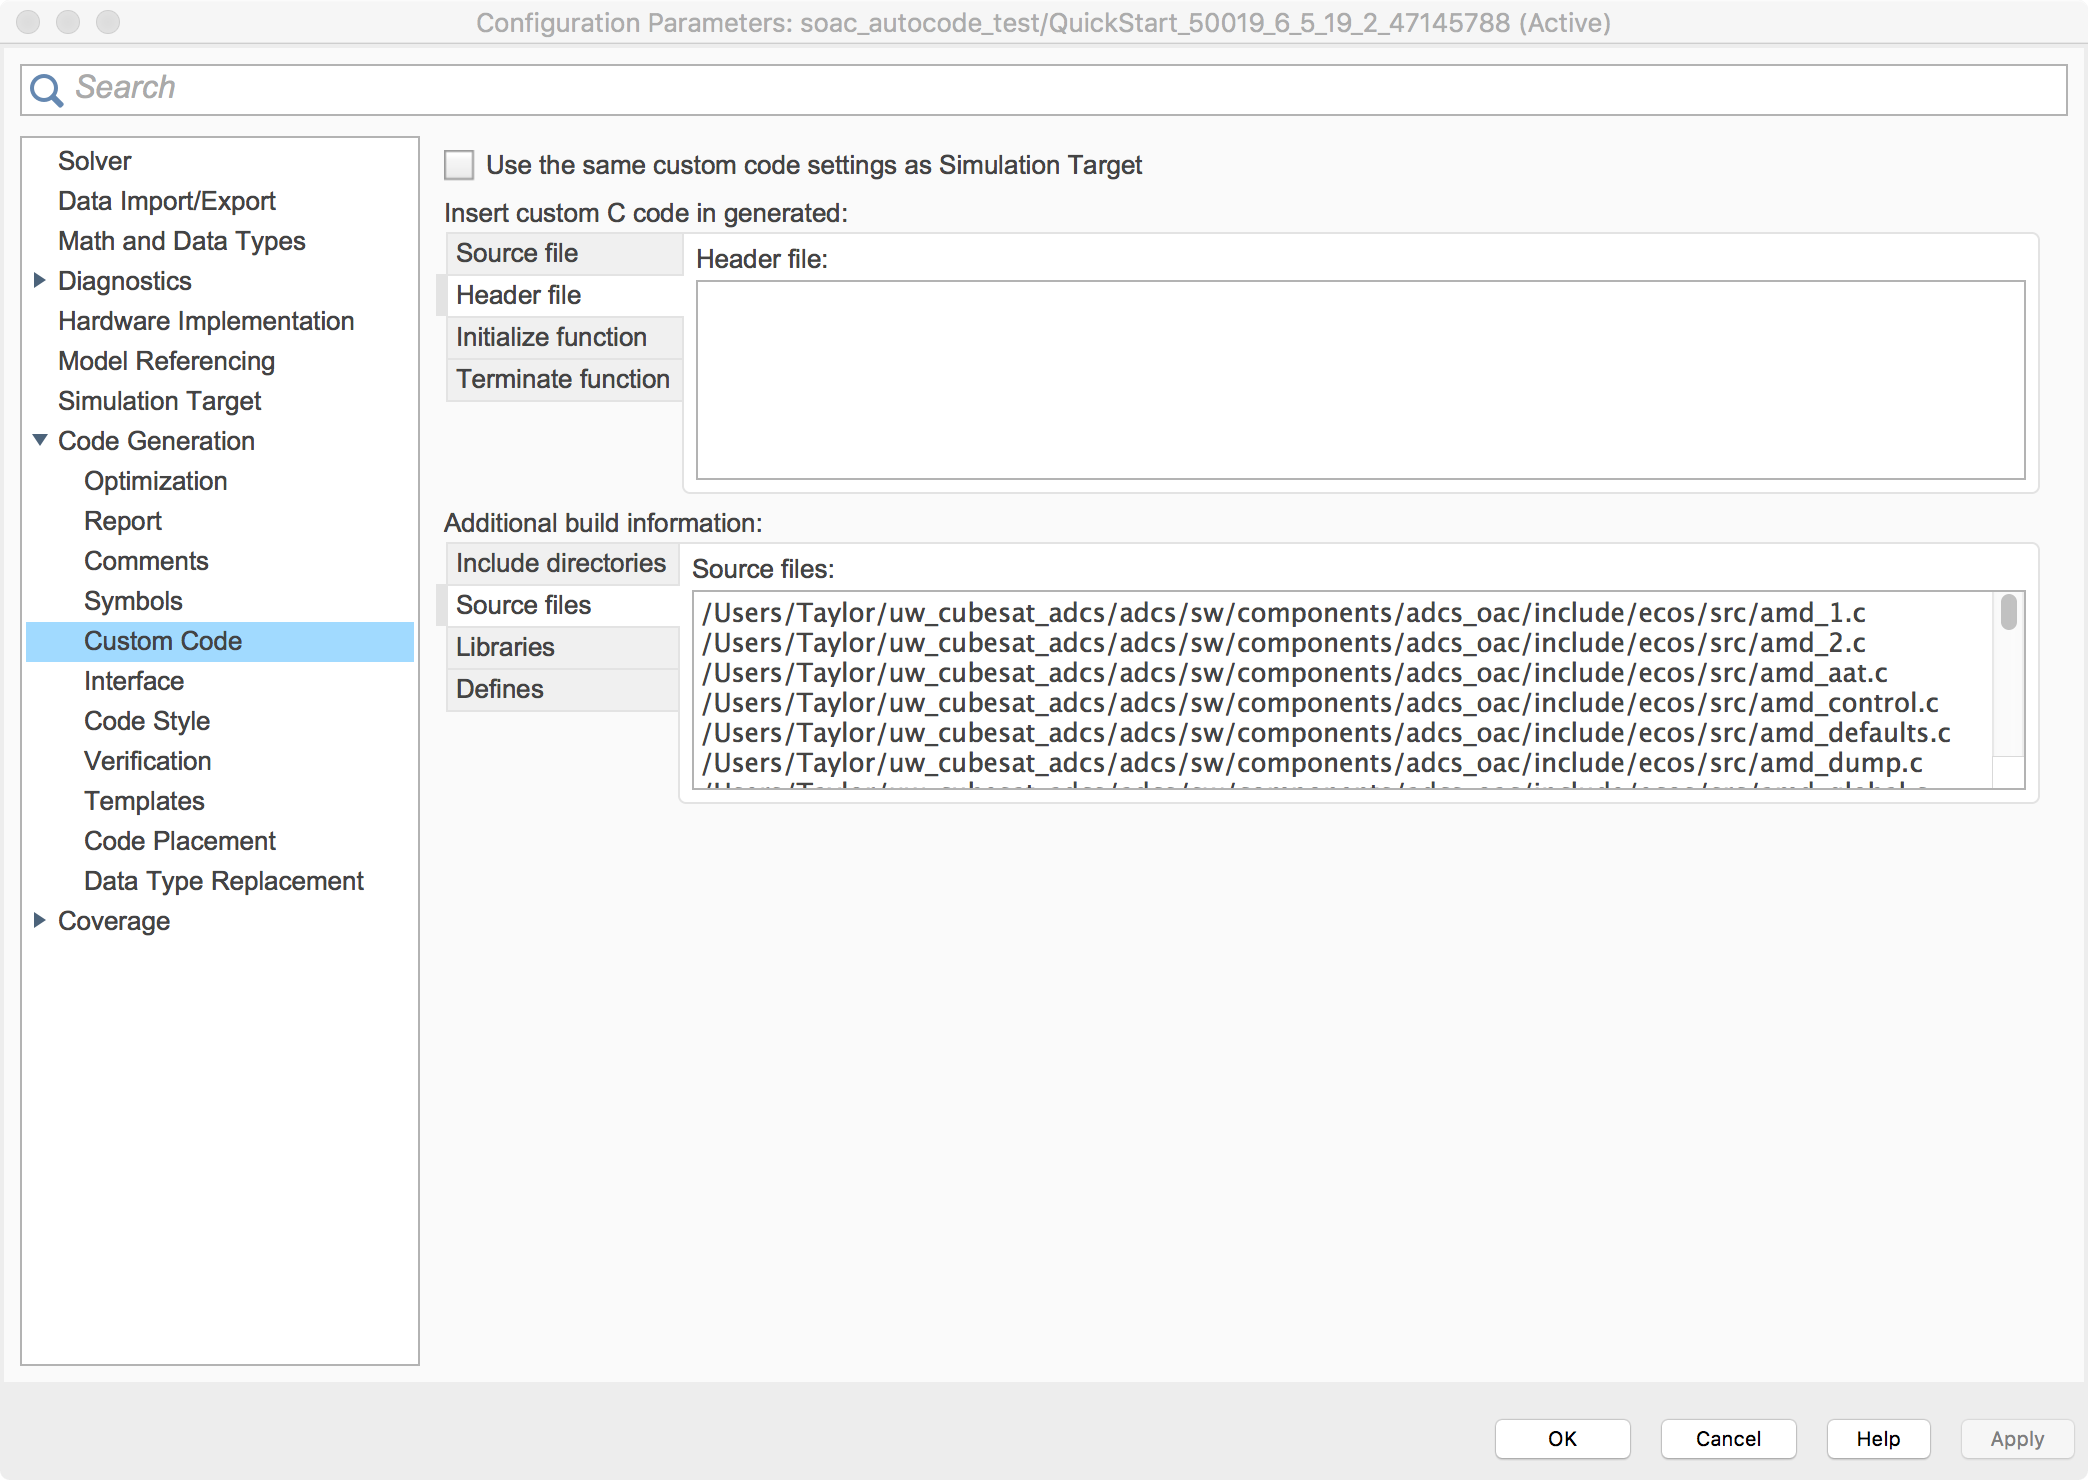 Configuration Parameters: soac_autocode_test/QuickStart_50019_6_5_19_2_47145788 (Active)
Search
Solver
Data Import/Export
Math and Data Types
Diagnostics
Hardware Implementation
Model Referencing
Simulation Target
Code Generation
Optimization
Report
Comments
Symbols
Custom Code
Interface
Code Style
Verification
Templates
Code Placement
Data Type Replacement
Coverage
Use the same custom code settings as Simulation Target
Insert custom C code in generated:
Source file
Header file
Initialize function
Terminate function
Header file:
Additional build information:
Include directories
Source files
Libraries
Defines
Source files:
/Users/Taylor/uw_cubesat_adcs/adcs/sw/components/adcs_oac/include/ecos/src/amd_1.c
/Users/Taylor/uw_cubesat_adcs/adcs/sw/components/adcs_oac/include/ecos/src/amd_2.c
/Users/Taylor/uw_cubesat_adcs/adcs/sw/components/adcs_oac/include/ecos/src/amd_aat.c
/Users/Taylor/uw_cubesat_adcs/adcs/sw/components/adcs_oac/include/ecos/src/amd_control.c
/Users/Taylor/uw_cubesat_adcs/adcs/sw/components/adcs_oac/include/ecos/src/amd_defaults.c
/Users/Taylor/uw_cubesat_adcs/adcs/sw/components/adcs_oac/include/ecos/src/amd_dump.c
OK
Cancel
Help
Apply